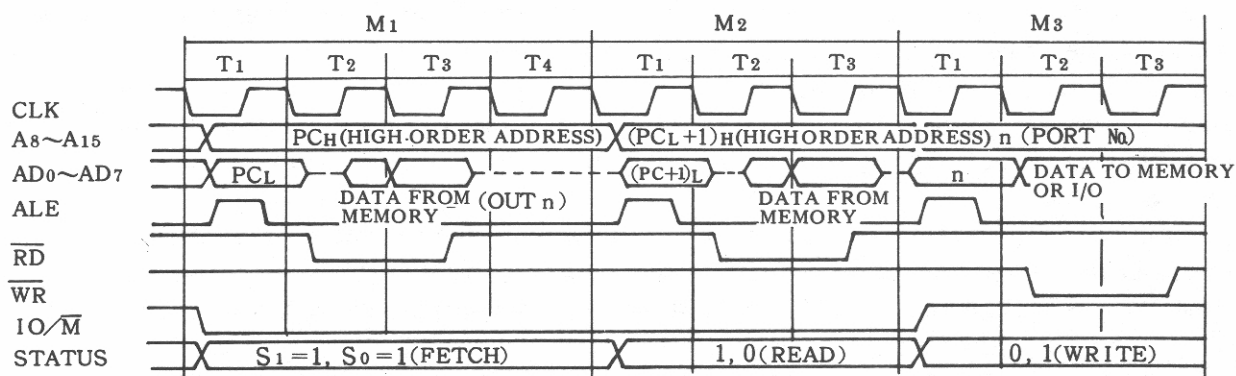 M1 M2 M3
T1 T2 T3 T4 T1 T2 T3 T1 T2 T3
CLK
A8~A15 PCH(HIGH-ORDER ADDRESS) (PCL+1)H(HIGH ORDER ADDRESS) n (PORT No.)
AD0~AD7 PCL (PC+1)L n DATA TO MEMORY
OR I/O
DATA FROM
MEMORY
(OUT n)
DATA FROM
MEMORY
ALE
RD
WR
IO/M
STATUS S1=1, S0=1(FETCH) 1, 0(READ) 0, 1(WRITE)